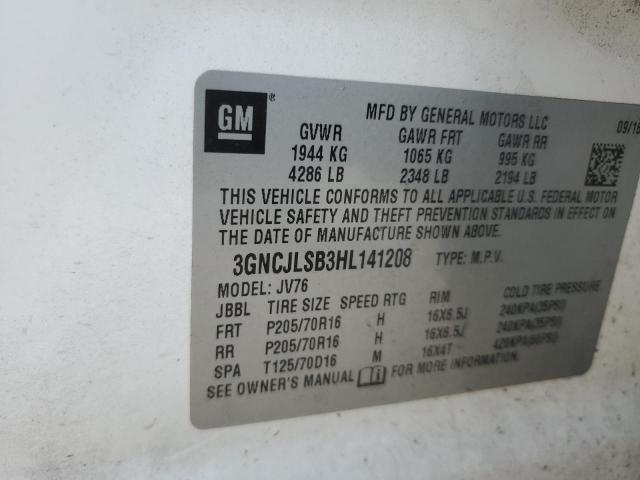 GM ®
MFD BY GENERAL MOTORS LLC 09/16
GVWR GAWR FRT GAWR RR
1944 KG 1065 KG 995 KG
4286 LB 2348 LB 2194 LB
THIS VEHICLE CONFORMS TO ALL APPLICABLE U.S. FEDERAL MOTOR
VEHICLE SAFETY AND THEFT PREVENTION STANDARDS IN EFFECT ON
THE DATE OF MANUFACTURE SHOWN ABOVE.
3GNCJLSB3HL141208 TYPE: M.P.V.
MODEL: JV76
JBBL TIRE SIZE SPEED RTG RIM COLD TIRE PRESSURE
FRT P205/70R16 H 16X6.5J 240KPA(35PSI)
RR P205/70R16 H 16X6.5J 240KPA(35PSI)
SPA T125/70D16 M 16X4T 420KPA(60PSI)
SEE OWNER'S MANUAL FOR MORE INFORMATION.